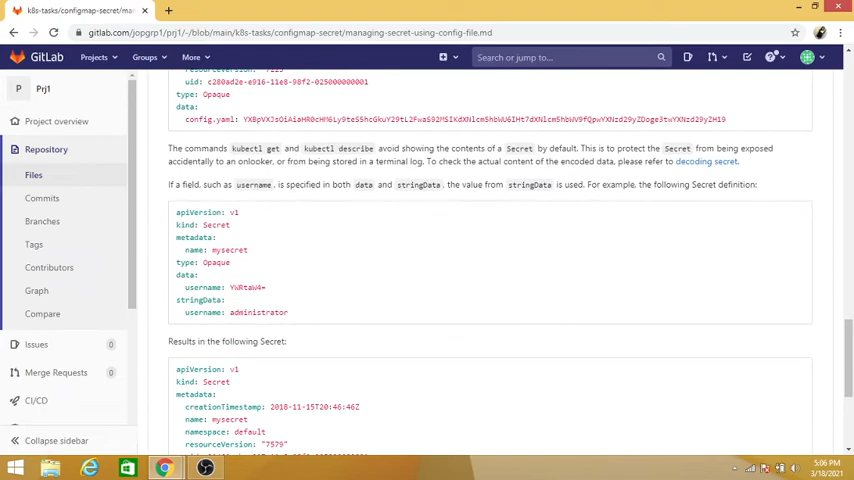 k8s-tasks/configmap-secret/mana
gitlab.com/jopgrp1/prj1/-/blob/main/k8s-tasks/configmap-secret/managing-secret-using-config-file.md
GitLab
Projects
Groups
More
Search or jump to...
P
Prj1
Project overview
Repository
Files
Commits
Branches
Tags
Contributors
Graph
Compare
Issues
0
Merge Requests
0
CI/CD
Collapse sidebar
uid: c280ad2e-e916-11e8-98f2-025000000001
type: Opaque
data:
The commands kubectl get and kubectl describe avoid showing the contents of a Secret by default. This is to protect the Secret from being exposed
accidentally to an onlooker, or from being stored in a terminal log. To check the actual content of the encoded data, please refer to decoding secret.
If a field, such as username, is specified in both data and stringData, the value from stringData is used. For example, the following Secret definition:
apiVersion: v1
kind: Secret
metadata:
name: mysecret
type: Opaque
data:
username: YWRtaW4=
stringData:
username: administrator
Results in the following Secret:
apiVersion: v1
kind: Secret
metadata:
creationTimestamp: 2018-11-15T20:46:46Z
name: mysecret
namespace: default
resourceVersion: "7579"
5:06 PM
3/18/2021